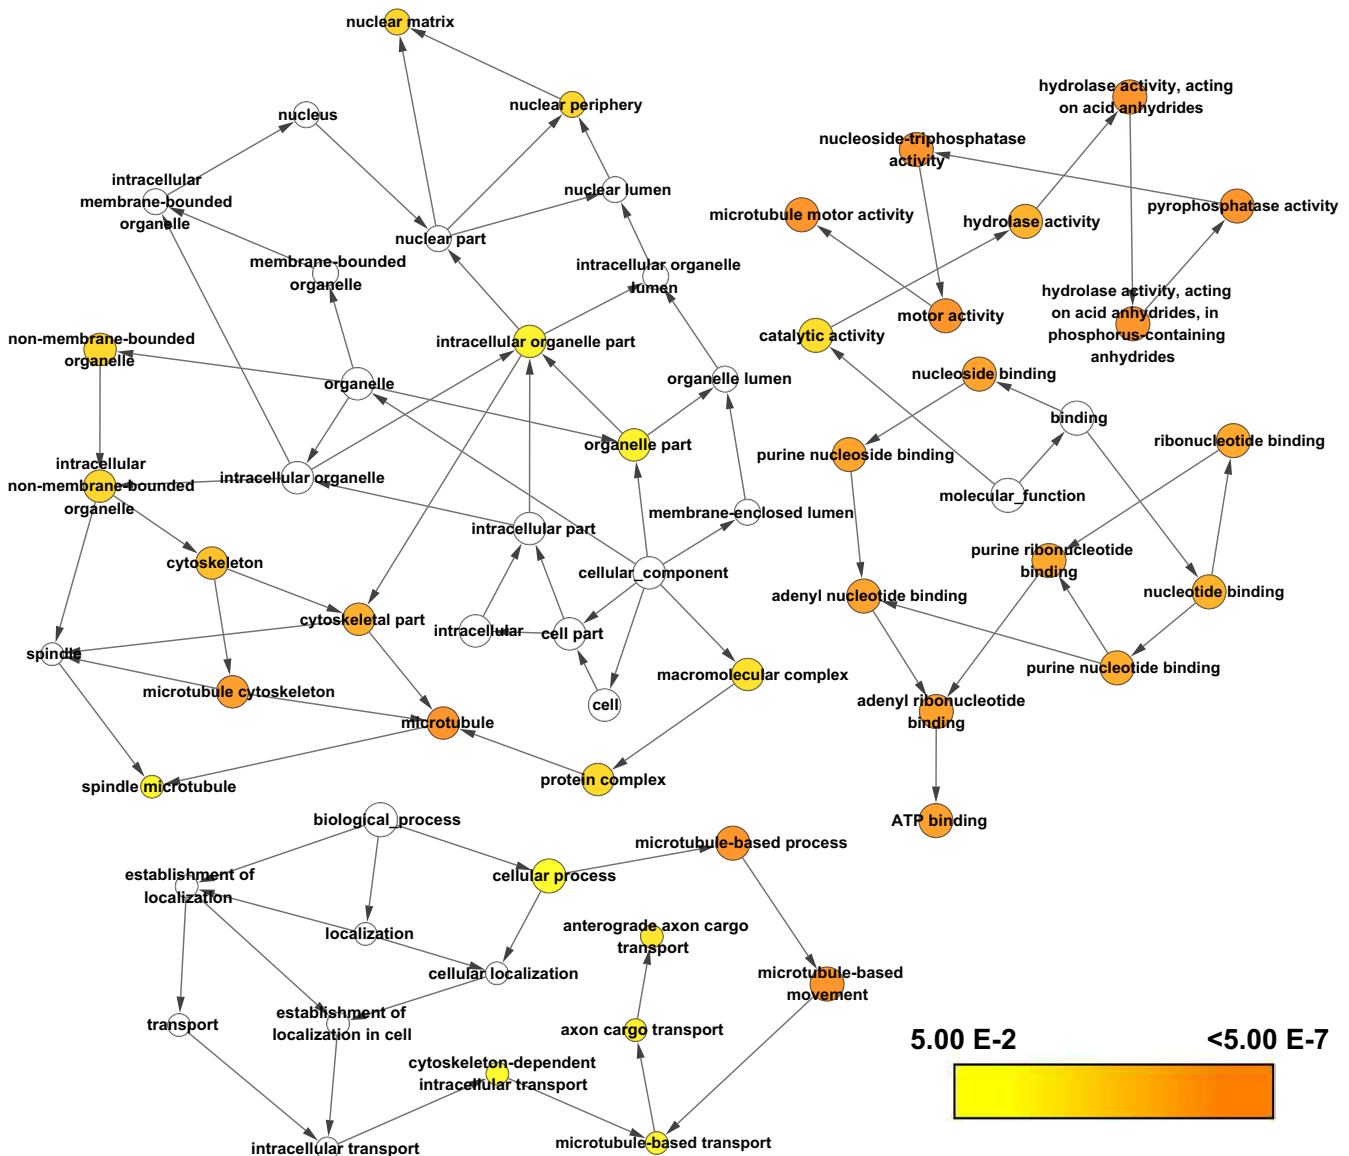 nuclear matrix
nuclear periphery
nucleus
intracellular
membrane-bounded
organelle
nuclear lumen
nuclear part
membrane-bounded
organelle
intracellular organelle
lumen
non-membrane-bounded
organelle
intracellular organelle part
organelle
organelle lumen
organelle part
intracellular
non-membrane-bounded
organelle
intracellular organelle
membrane-enclosed lumen
intracellular part
cytoskeleton
cellular_component
cytoskeletal part
intracellular
cell part
spindle
microtubule cytoskeleton
macromolecular complex
cell
microtubule
spindle microtubule
protein complex
hydrolase activity, acting
on acid anhydrides
nucleoside-triphosphatase
activity
microtubule motor activity
hydrolase activity
pyrophosphatase activity
hydrolase activity, acting
on acid anhydrides, in
phosphorus-containing
anhydrides
motor activity
catalytic activity
nucleoside binding
binding
ribonucleotide binding
purine nucleoside binding
molecular_function
purine ribonucleotide
binding
adenyl nucleotide binding
nucleotide binding
purine nucleotide binding
adenyl ribonucleotide
binding
ATP binding
biological_process
microtubule-based process
establishment of
localization
cellular process
localization
anterograde axon cargo
transport
cellular localization
microtubule-based
movement
transport
establishment of
localization in cell
axon cargo transport
cytoskeleton-dependent
intracellular transport
intracellular transport
microtubule-based transport
5.00 E-2
<5.00 E-7